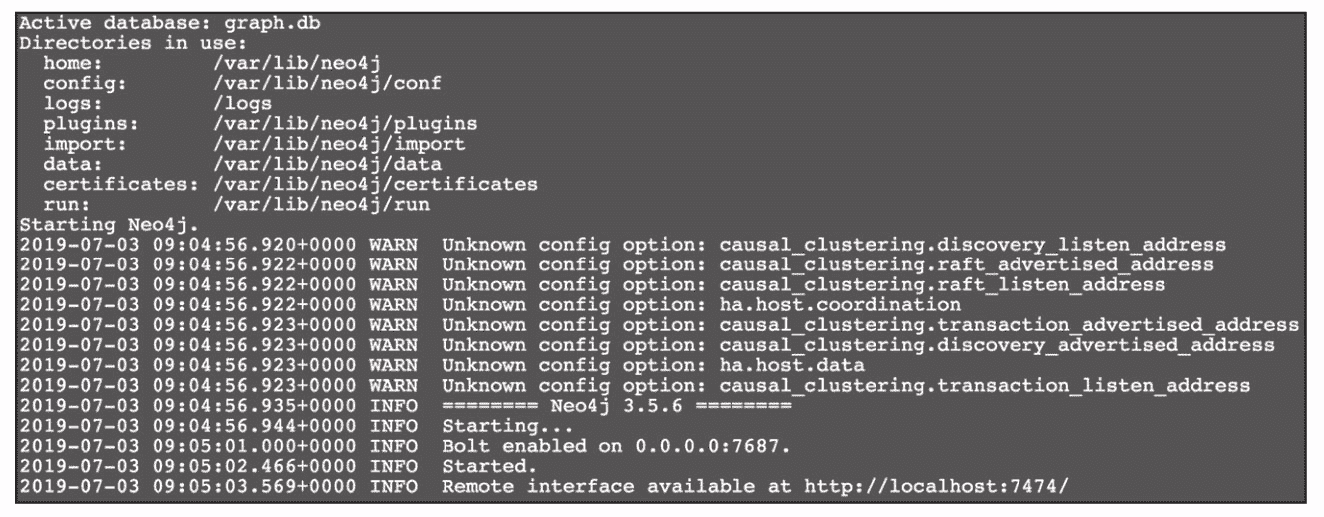 Active database: graph.db
Directories in use:
  home:         /var/lib/neo4j
  config:       /var/lib/neo4j/conf
  logs:         /logs
  plugins:      /var/lib/neo4j/plugins
  import:       /var/lib/neo4j/import
  data:         /var/lib/neo4j/data
  certificates: /var/lib/neo4j/certificates
  run:          /var/lib/neo4j/run
Starting Neo4j.
2019-07-03 09:04:56.920+0000 WARN  Unknown config option: causal_clustering.discovery_listen_address
2019-07-03 09:04:56.922+0000 WARN  Unknown config option: causal_clustering.raft_advertised_address
2019-07-03 09:04:56.922+0000 WARN  Unknown config option: causal_clustering.raft_listen_address
2019-07-03 09:04:56.922+0000 WARN  Unknown config option: ha.host.coordination
2019-07-03 09:04:56.923+0000 WARN  Unknown config option: causal_clustering.transaction_advertised_address
2019-07-03 09:04:56.923+0000 WARN  Unknown config option: causal_clustering.discovery_advertised_address
2019-07-03 09:04:56.923+0000 WARN  Unknown config option: ha.host.data
2019-07-03 09:04:56.923+0000 WARN  Unknown config option: causal_clustering.transaction_listen_address
2019-07-03 09:04:56.935+0000 INFO  ======== Neo4j 3.5.6 ========
2019-07-03 09:04:56.944+0000 INFO  Starting...
2019-07-03 09:05:01.000+0000 INFO  Bolt enabled on 0.0.0.0:7687.
2019-07-03 09:05:02.466+0000 INFO  Started.
2019-07-03 09:05:03.569+0000 INFO  Remote interface available at http://localhost:7474/